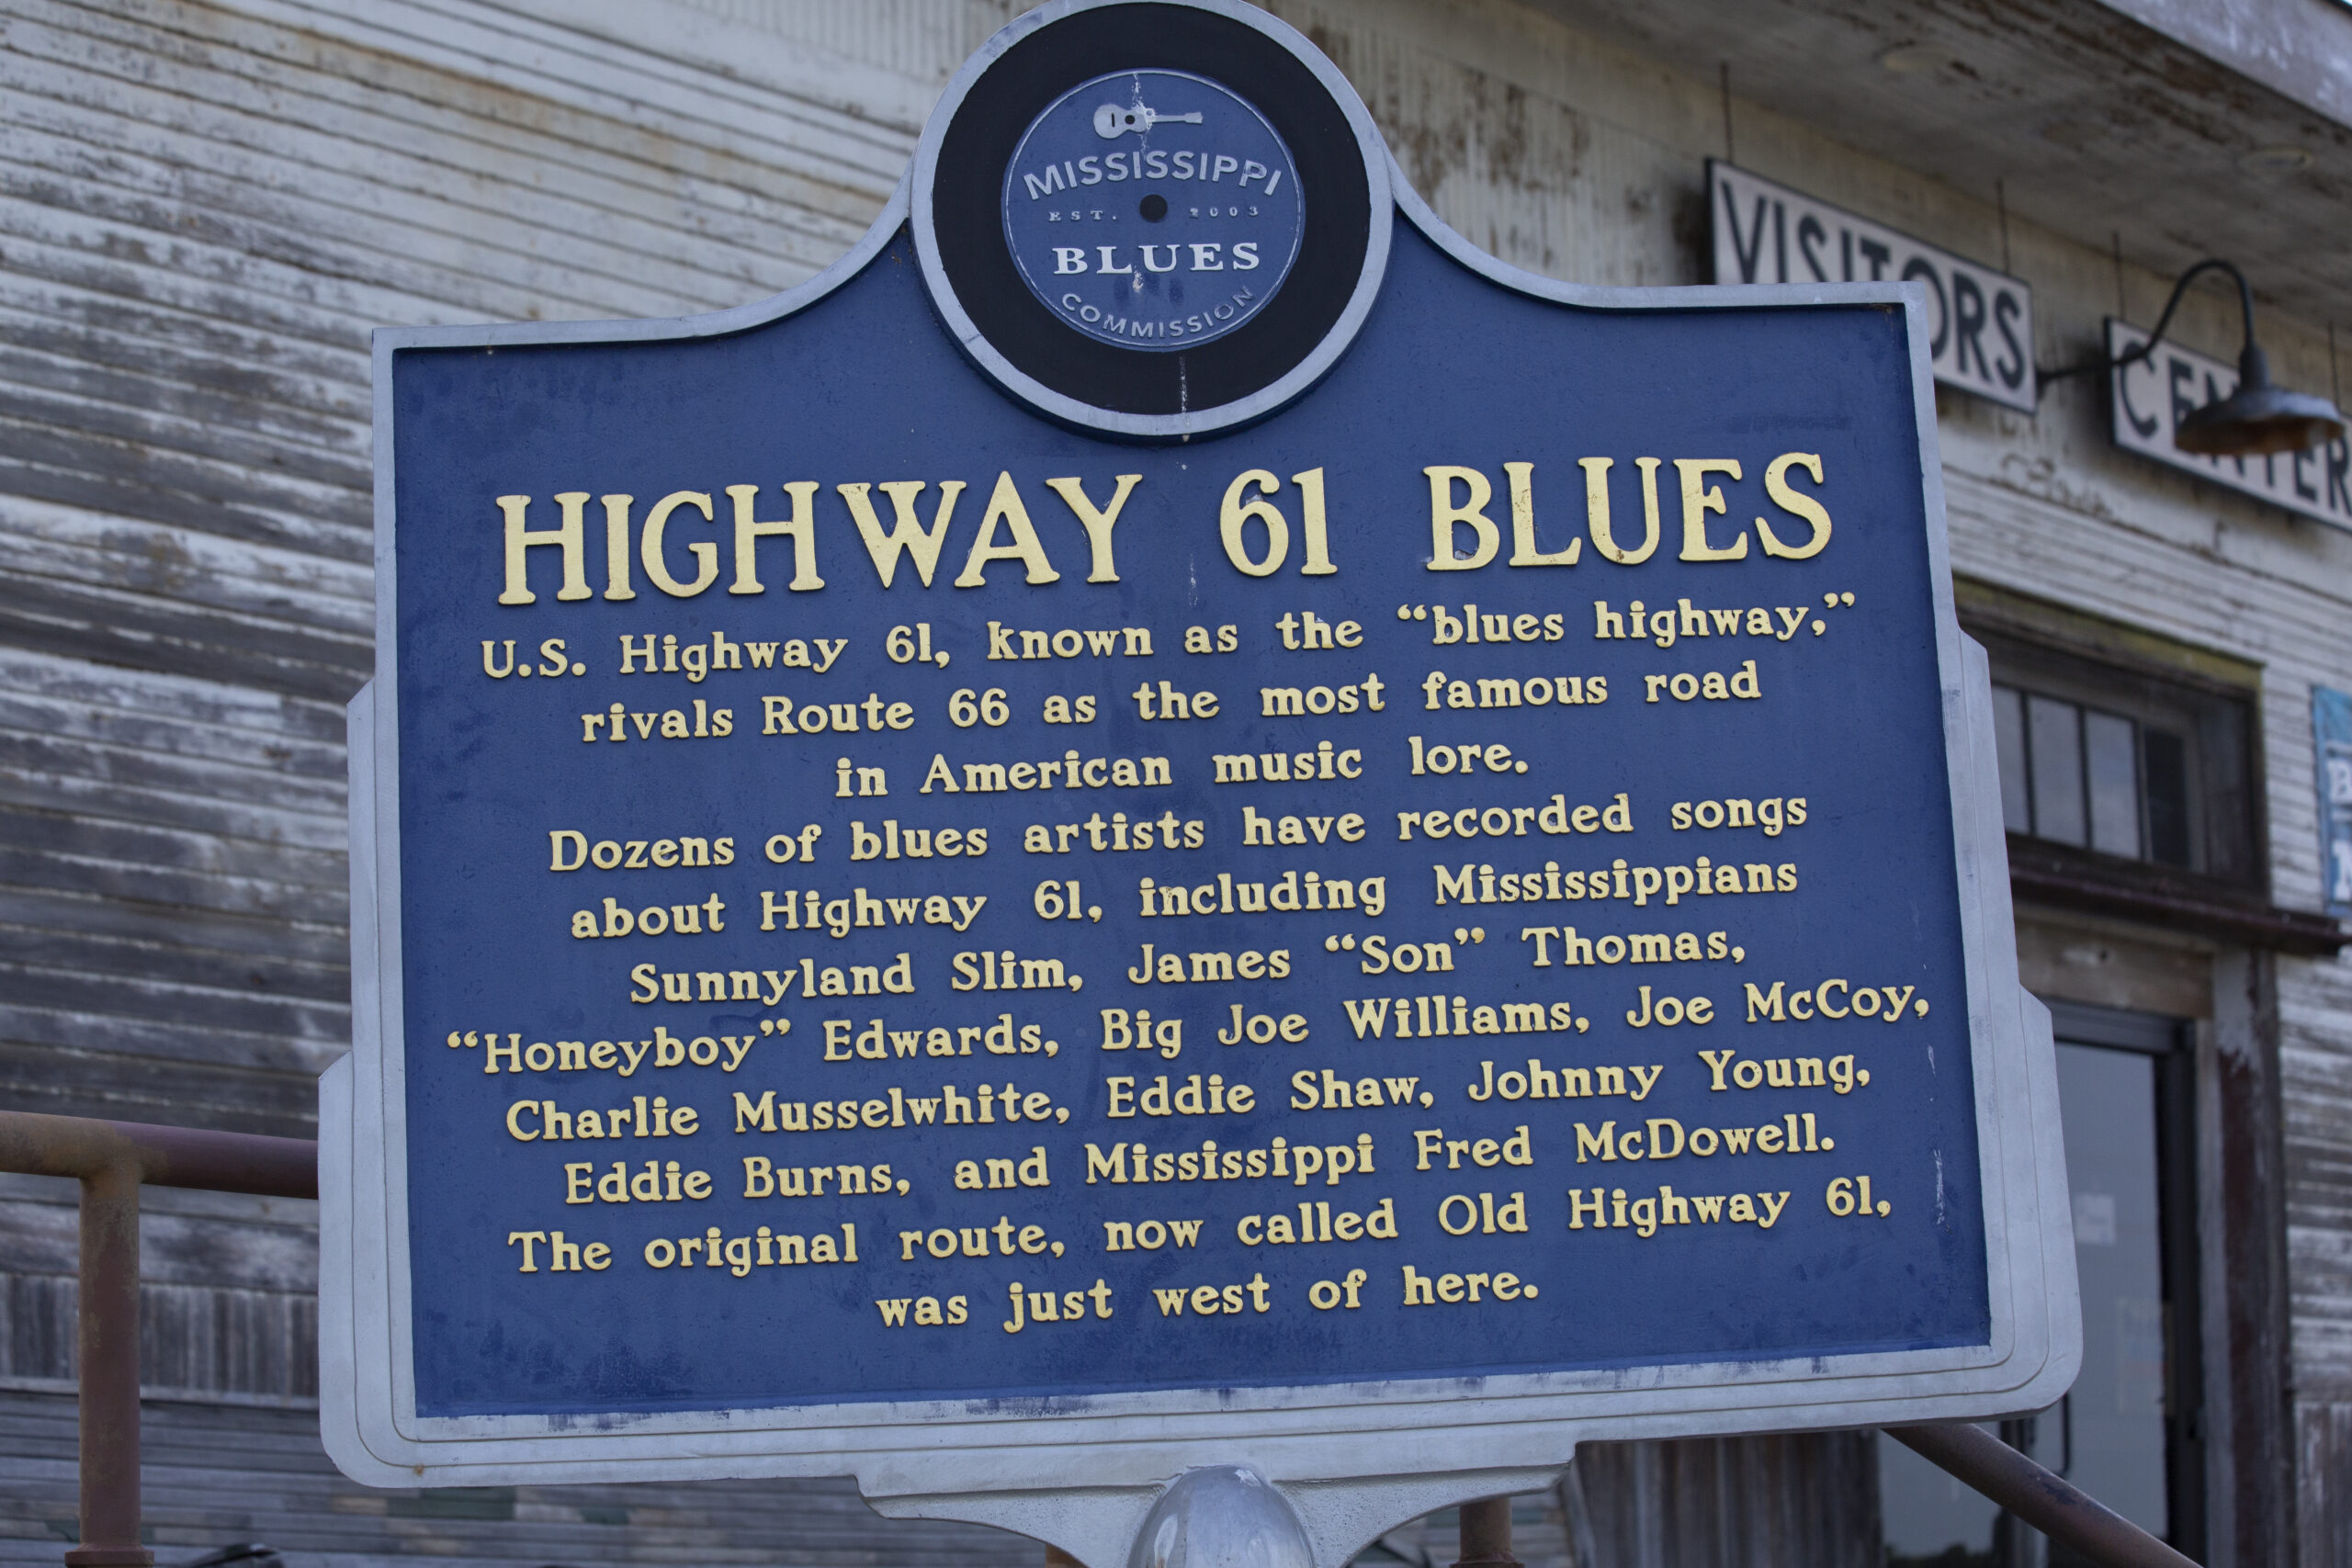 MISSISSIPPI
EST. 2003
BLUES
COMMISSION
VISITORS
CENTER
HIGHWAY 61 BLUES
U.S. Highway 61, known as the “blues highway,”
rivals Route 66 as the most famous road
in American music lore.
Dozens of blues artists have recorded songs
about Highway 61, including Mississippians
Sunnyland Slim, James “Son” Thomas,
“Honeyboy” Edwards, Big Joe Williams, Joe McCoy,
Charlie Musselwhite, Eddie Shaw, Johnny Young,
Eddie Burns, and Mississippi Fred McDowell.
The original route, now called Old Highway 61,
was just west of here.